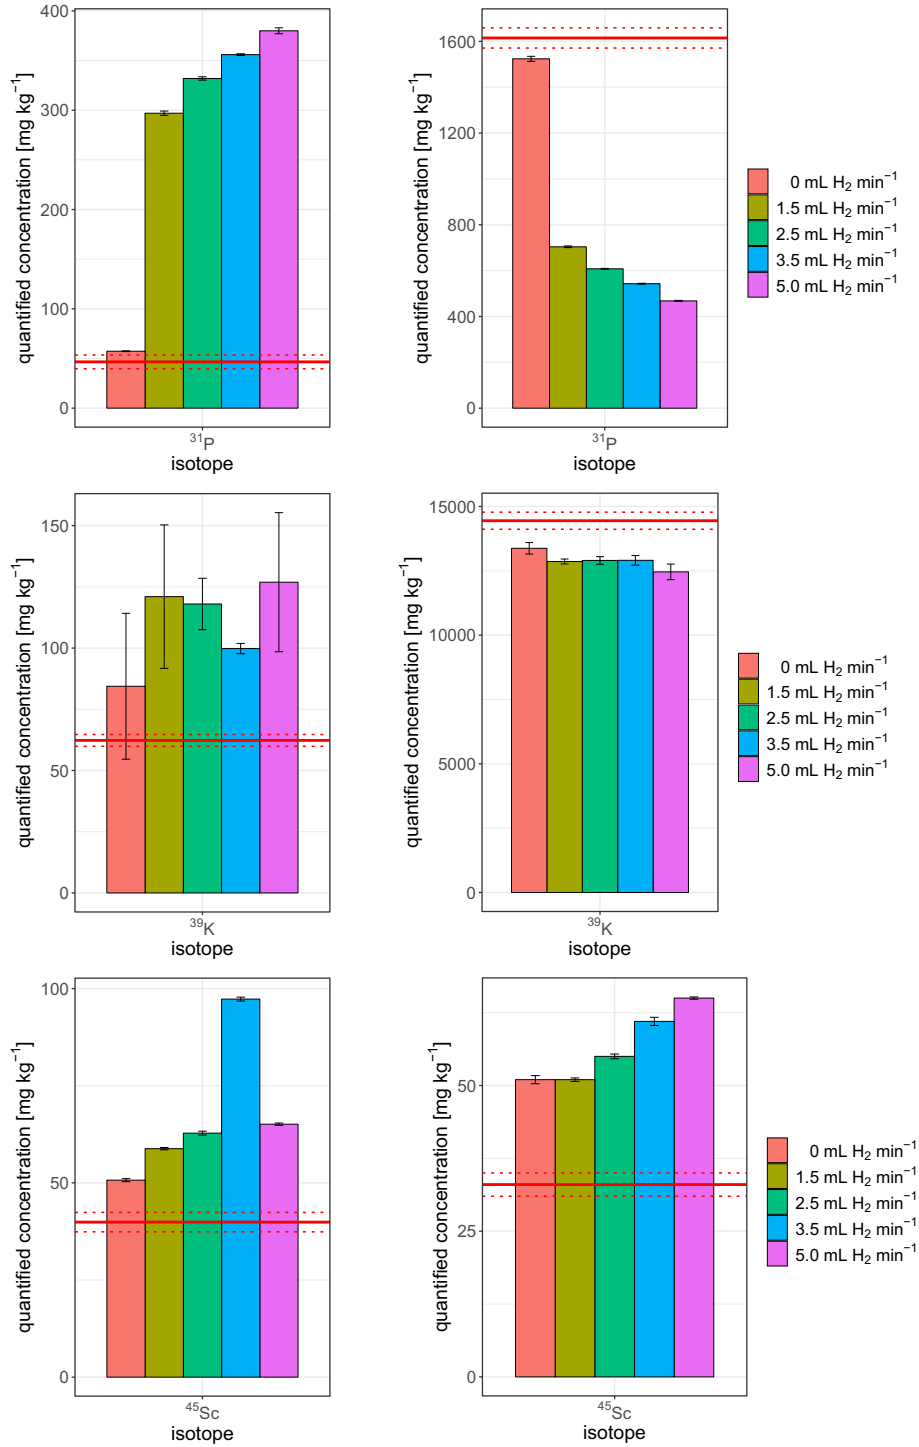 quantified concentration [mg kg⁻¹]
400
300
200
100
0
³¹P
isotope
quantified concentration [mg kg⁻¹]
1600
1200
800
400
0
³¹P
isotope
0 mL H₂ min⁻¹
1.5 mL H₂ min⁻¹
2.5 mL H₂ min⁻¹
3.5 mL H₂ min⁻¹
5.0 mL H₂ min⁻¹
quantified concentration [mg kg⁻¹]
150
100
50
0
³⁹K
isotope
quantified concentration [mg kg⁻¹]
15000
10000
5000
0
³⁹K
isotope
0 mL H₂ min⁻¹
1.5 mL H₂ min⁻¹
2.5 mL H₂ min⁻¹
3.5 mL H₂ min⁻¹
5.0 mL H₂ min⁻¹
quantified concentration [mg kg⁻¹]
100
50
0
⁴⁵Sc
isotope
quantified concentration [mg kg⁻¹]
50
25
0
⁴⁵Sc
isotope
0 mL H₂ min⁻¹
1.5 mL H₂ min⁻¹
2.5 mL H₂ min⁻¹
3.5 mL H₂ min⁻¹
5.0 mL H₂ min⁻¹